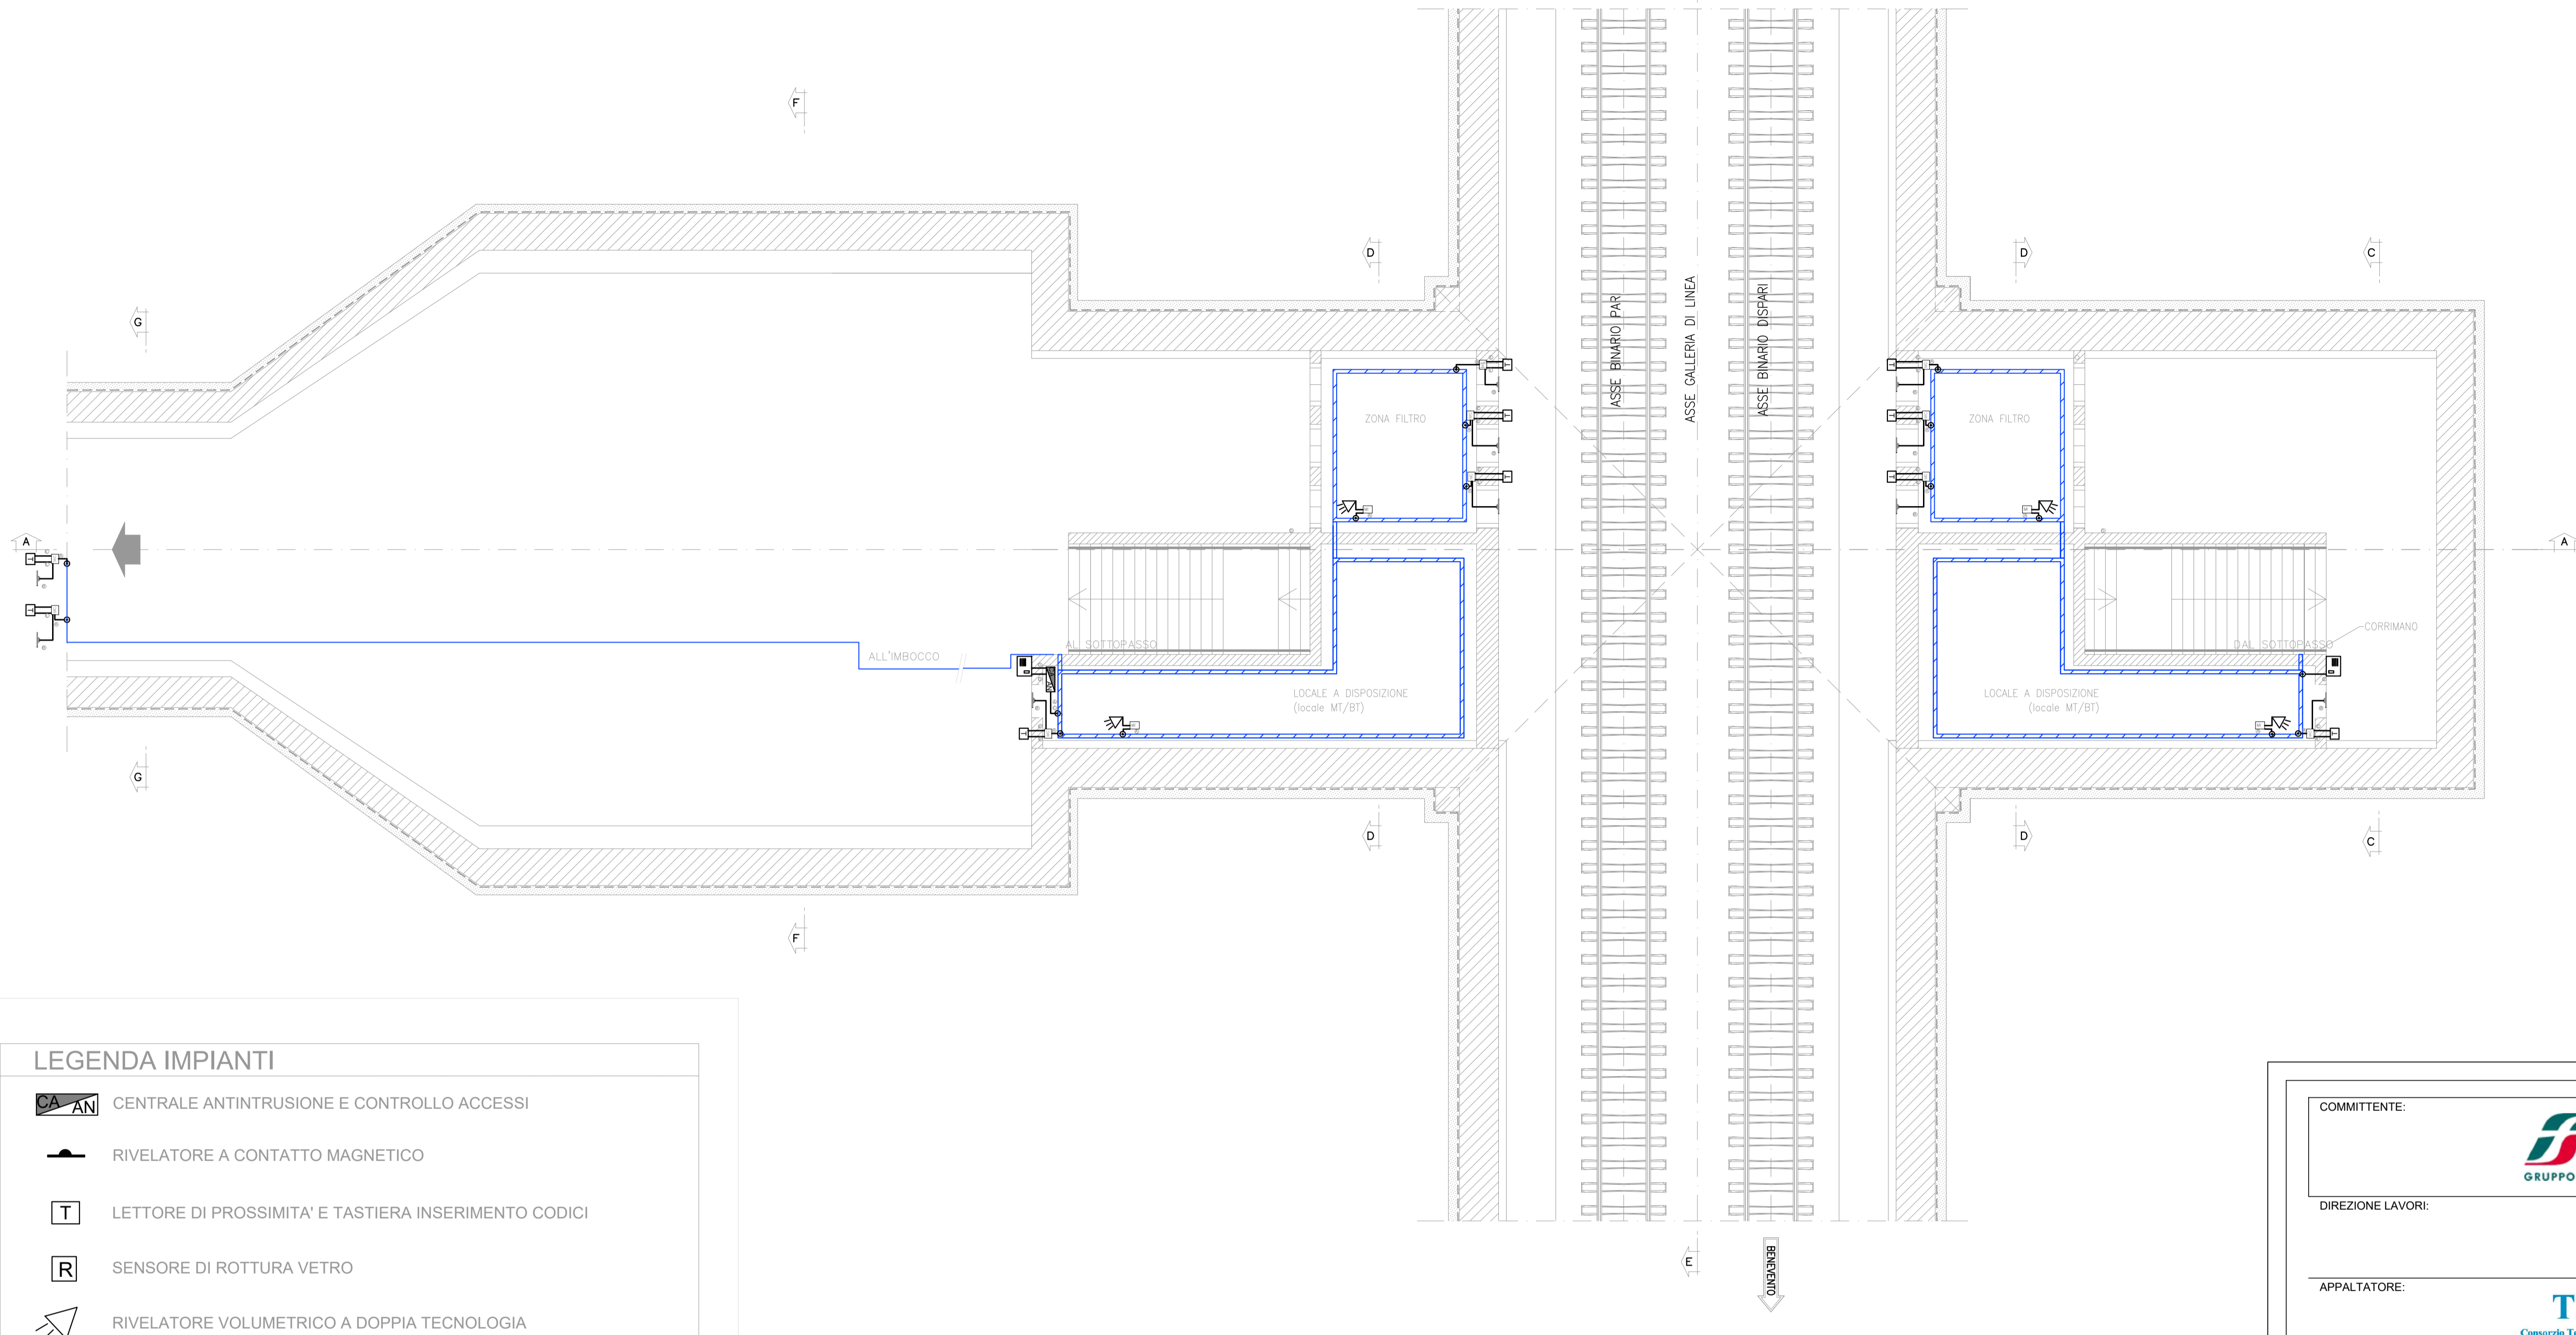 F
D
D
C
G
ASSE BINARIO PARI
ASSE GALLERIA DI LINEA
ASSE BINARIO DISPARI
T
T
ZONA FILTRO
ZONA FILTRO
T
T
T
T
A
A
T
T
AL SOTTOPASSO
ALL'IMBOCCO
DAL SOTTOPASSO
CORRIMANO
LOCALE A DISPOSIZIONE
(locale MT/BT)
LOCALE A DISPOSIZIONE
(locale MT/BT)
T
T
G
D
D
C
F
E
BENEVENTO
LEGENDA IMPIANTI
CA AN CENTRALE ANTINTRUSIONE E CONTROLLO ACCESSI
RIVELATORE A CONTATTO MAGNETICO
T LETTORE DI PROSSIMITA' E TASTIERA INSERIMENTO CODICI
R SENSORE DI ROTTURA VETRO
RIVELATORE VOLUMETRICO A DOPPIA TECNOLOGIA
COMMITTENTE:
GRUPPO
DIREZIONE LAVORI:
APPALTATORE:
T
Consorzio